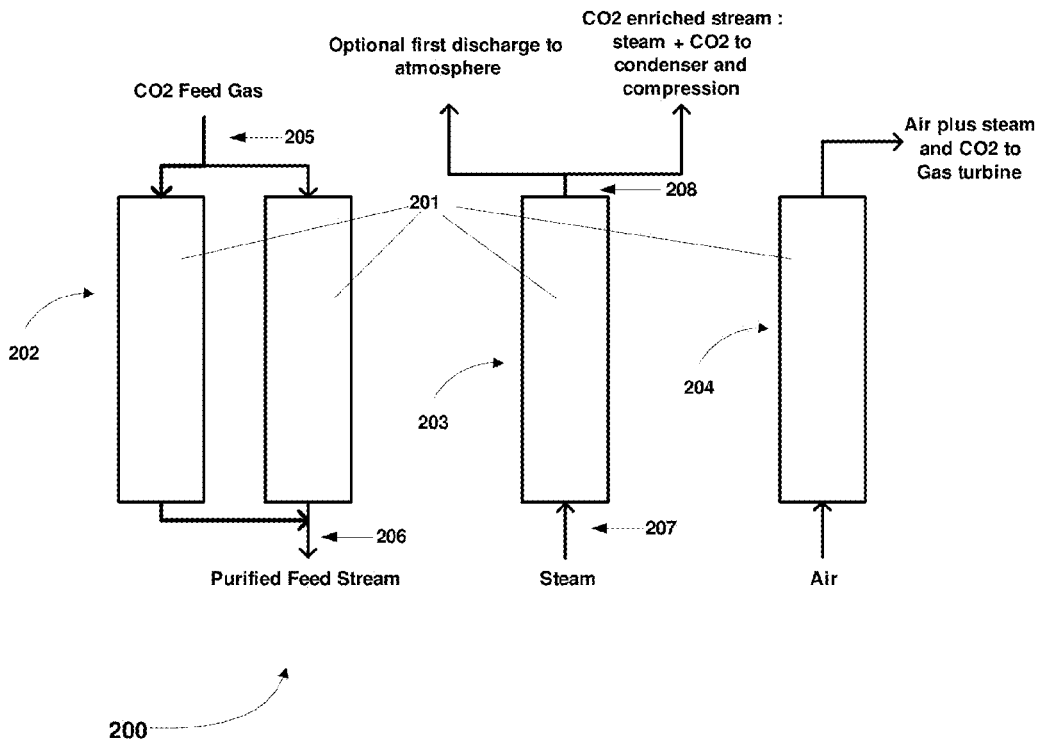 CO2 enriched stream :
steam + CO2 to
condenser and
compression
Optional first discharge to
atmosphere
CO2 Feed Gas
205
Air plus steam
and CO2 to
Gas turbine
208
201
202
203
204
206
207
Purified Feed Stream
Steam
Air
200